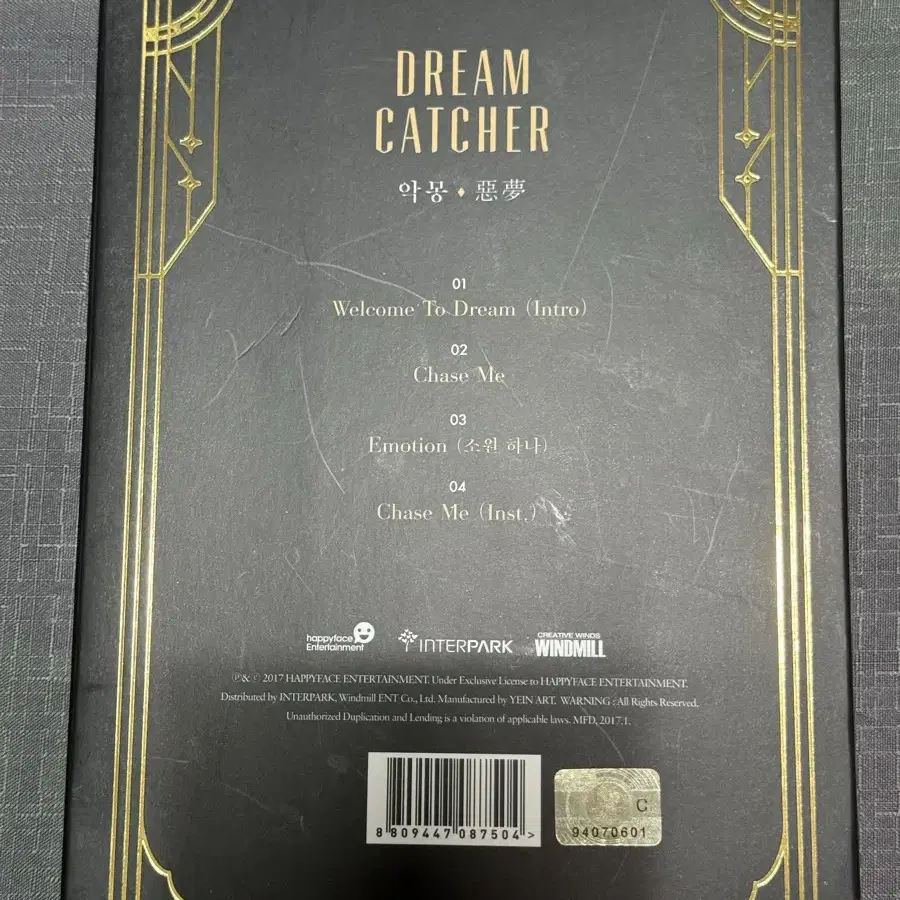 DREAM
CATCHER
악몽 ♦ 惡夢
01
Welcome To Dream (Intro)
02
Chase Me
03
Emotion (소원 하나)
04
Chase Me (Inst.)
happyface
Entertainment
INTERPARK
CREATIVE WINDS
WINDMILL
Ⓟ& © 2017 HAPPYFACE ENTERTAINMENT. Under Exclusive License to HAPPYFACE ENTERTAINMENT.
Distributed by INTERPARK, Windmill ENT Co., Ltd. Manufactured by YEIN ART. WARNING : All Rights Reserved.
Unauthorized Duplication and Lending is a violation of applicable laws. MFD, 2017.1.
8 809447 087504 >
C
94070601